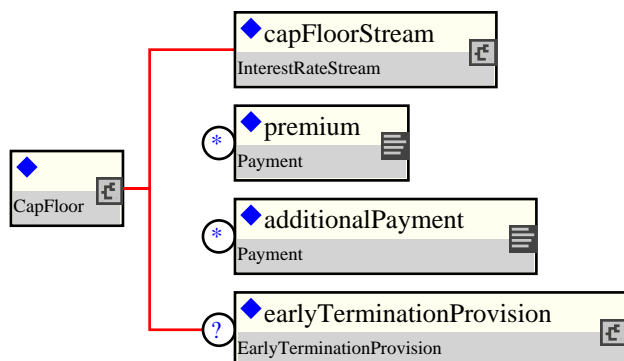 capFloorStream
InterestRateStream
*
premium
Payment
CapFloor
*
additionalPayment
Payment
?
earlyTerminationProvision
EarlyTerminationProvision